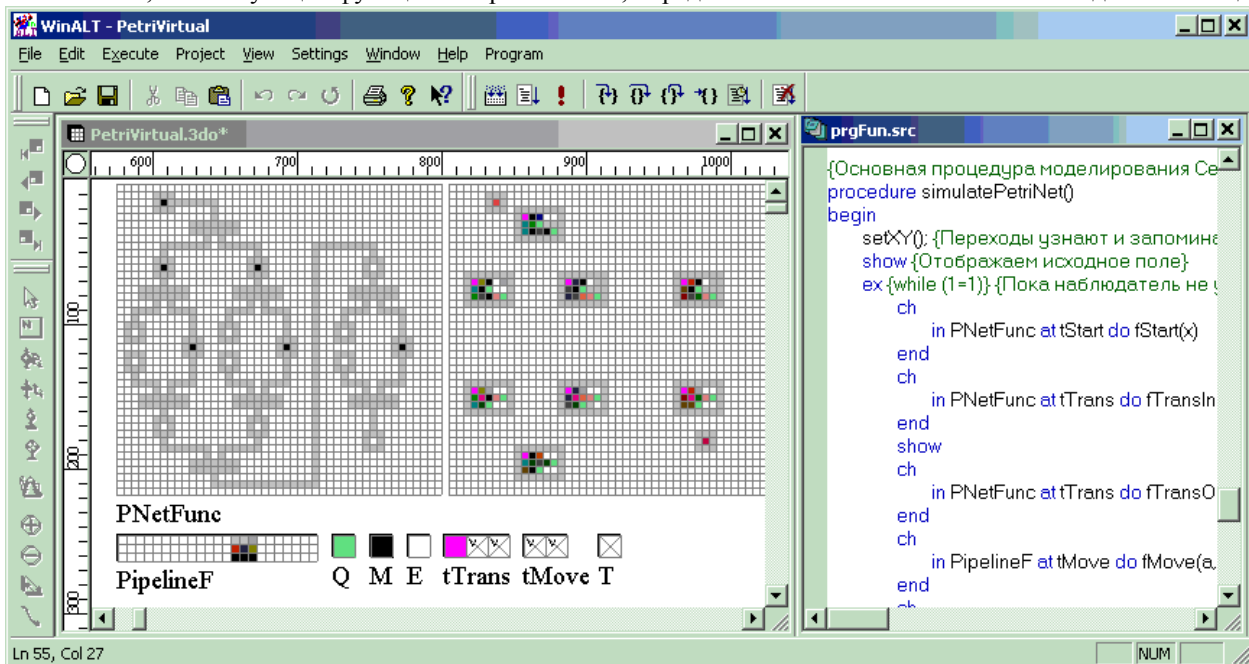 WinALT - PetriVirtual
File Edit Execute Project View Settings Window Help Program
PetriVirtual.3do*
600 700 800 900 1000
100
200
300
PNetFunc
PipelineF
Q M E tTrans tMove T
prgFun.src
{Основная процедура моделирования Се
procedure simulatePetriNet()
begin
setXY(); {Переходы узнают и запомина
show {Отображаем исходное поле}
ex {while (1=1)} {Пока наблюдатель не
ch
in PNetFunc at tStart do fStart(x)
end
ch
in PNetFunc at tTrans do fTransIn
end
show
ch
in PNetFunc at tTrans do fTransO
end
ch
in PipelineF at tMove do fMove(a,
end
Ln 55, Col 27
NUM